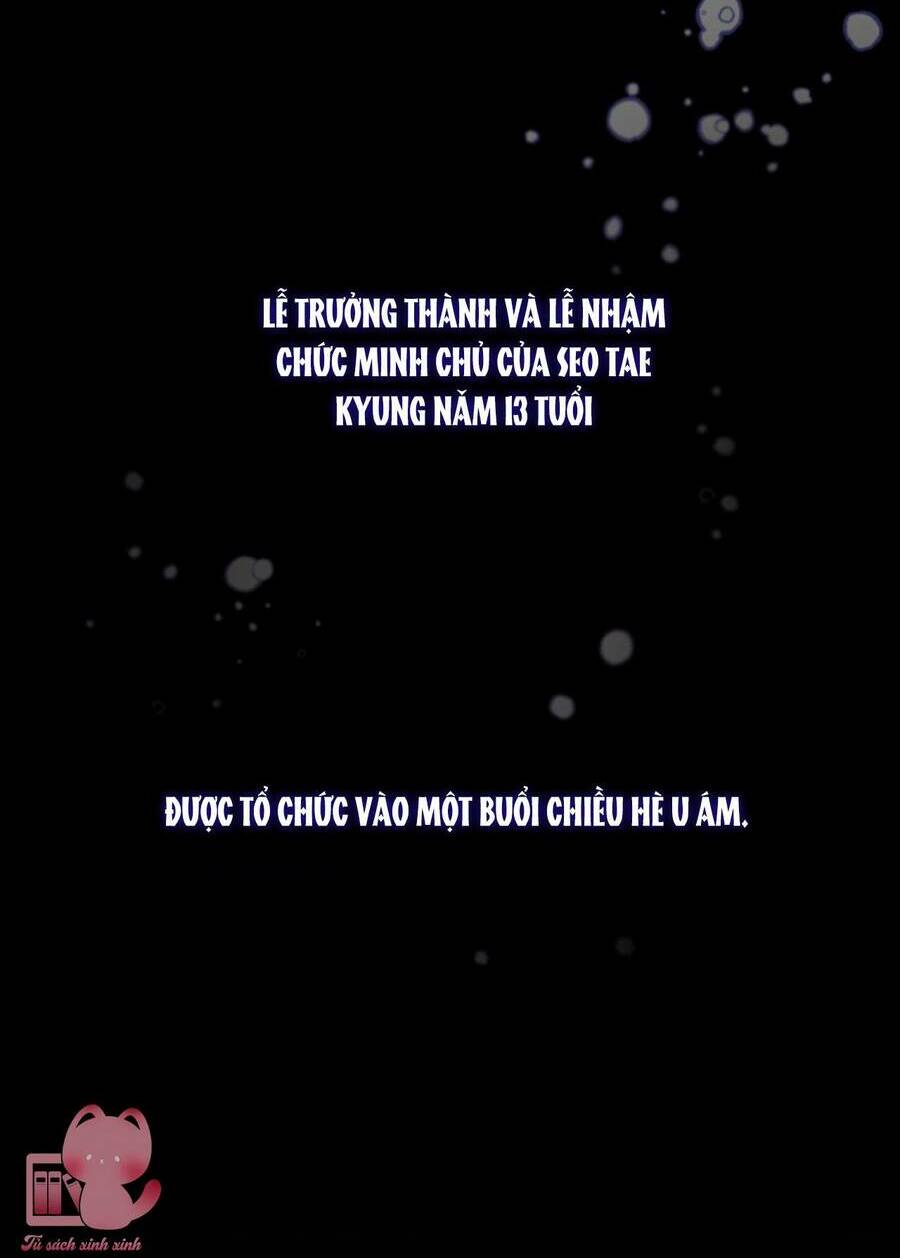 LỄ TRƯỞNG THÀNH VÀ LỄ NHẬM
CHỨC MINH CHỦ CỦA SEO TAE
KYUNG NĂM 13 TUỔI
ĐƯỢC TỔ CHỨC VÀO MỘT BUỔI CHIỀU HÈ U ÁM.
Tủ sách xinh xinh